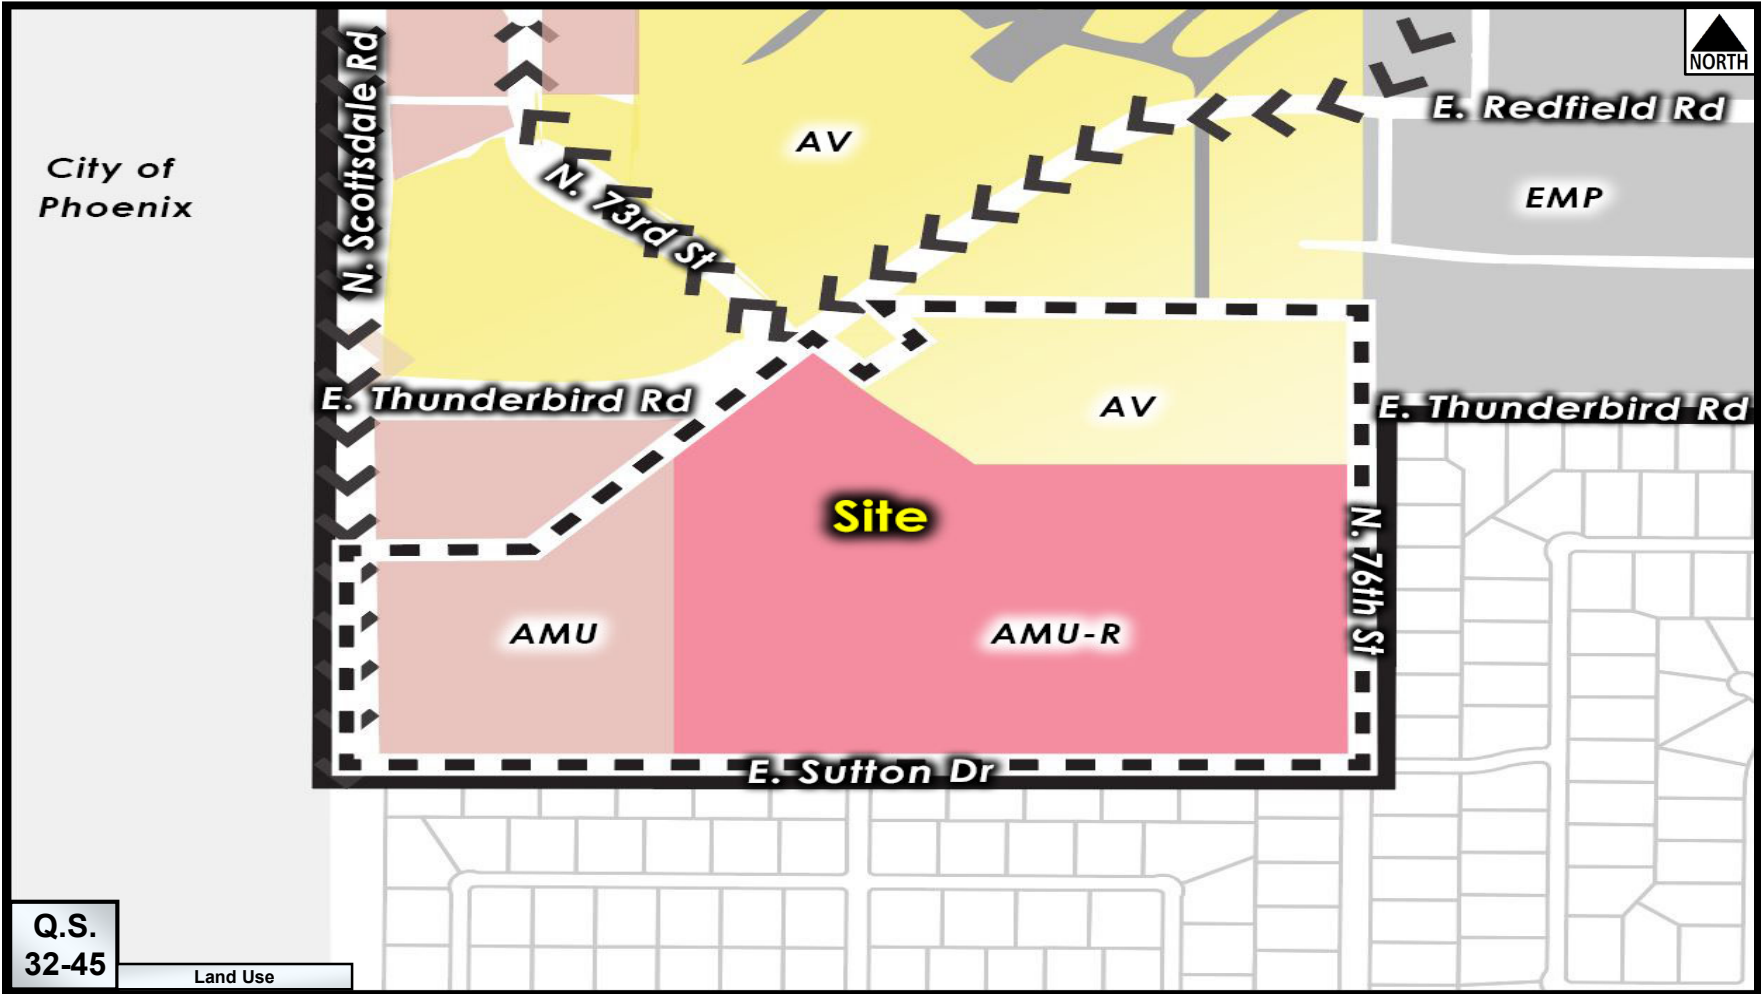 NORTH
N. Scottsdale Rd
E. Redfield Rd
AV
City of
Phoenix
EMP
N. 73rd St
E. Thunderbird Rd
AV
E. Thunderbird Rd
Site
N. 76th St
AMU
AMU-R
E. Sutton Dr
Q.S.
32-45
Land Use